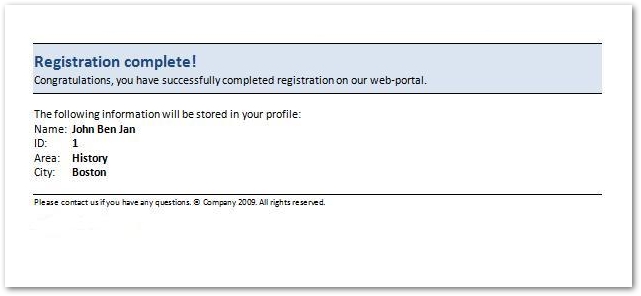 Registration complete!
Congratulations, you have successfully completed registration on our web-portal.
The following information will be stored in your profile:
Name: John Ben Jan
ID: 1
Area: History
City: Boston
Please contact us if you have any questions. © Company 2009. All rights reserved.